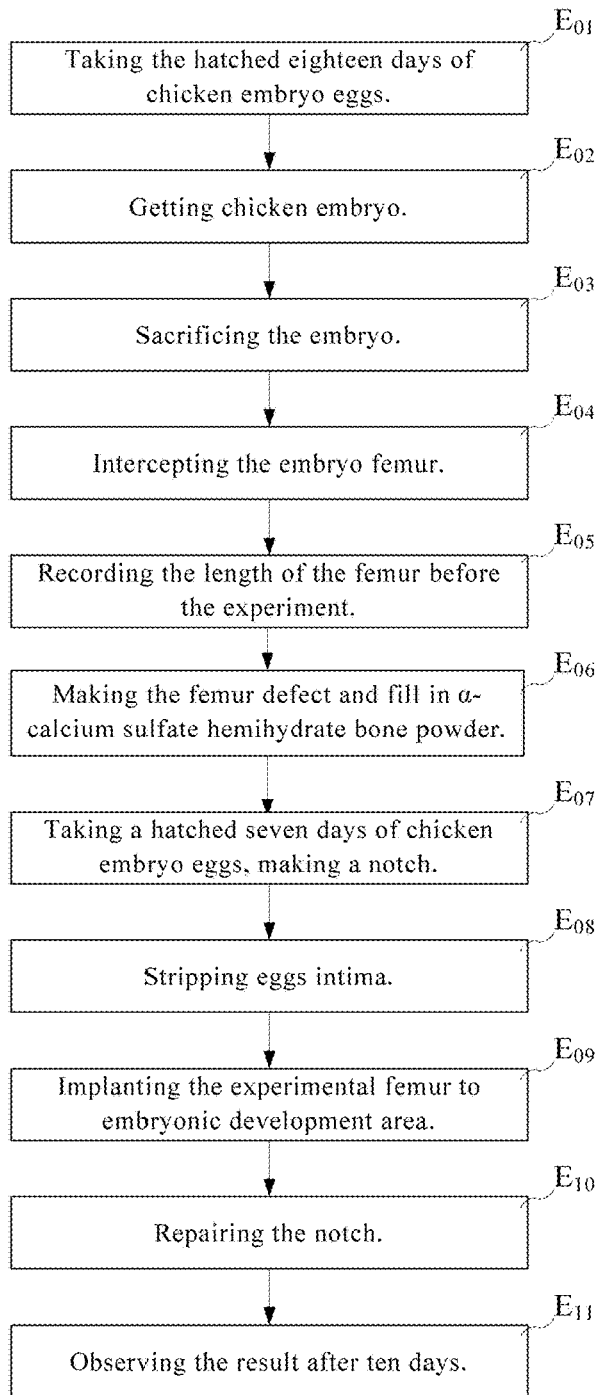 E01
Taking the hatched eighteen days of
chicken embryo eggs.
E02
Getting chicken embryo.
E03
Sacrificing the embryo.
E04
Intercepting the embryo femur.
E05
Recording the length of the femur before
the experiment.
E06
Making the femur defect and fill in α-
calcium sulfate hemihydrate bone powder.
E07
Taking a hatched seven days of chicken
embryo eggs, making a notch.
E08
Stripping eggs intima.
E09
Implanting the experimental femur to
embryonic development area.
E10
Repairing the notch.
E11
Observing the result after ten days.